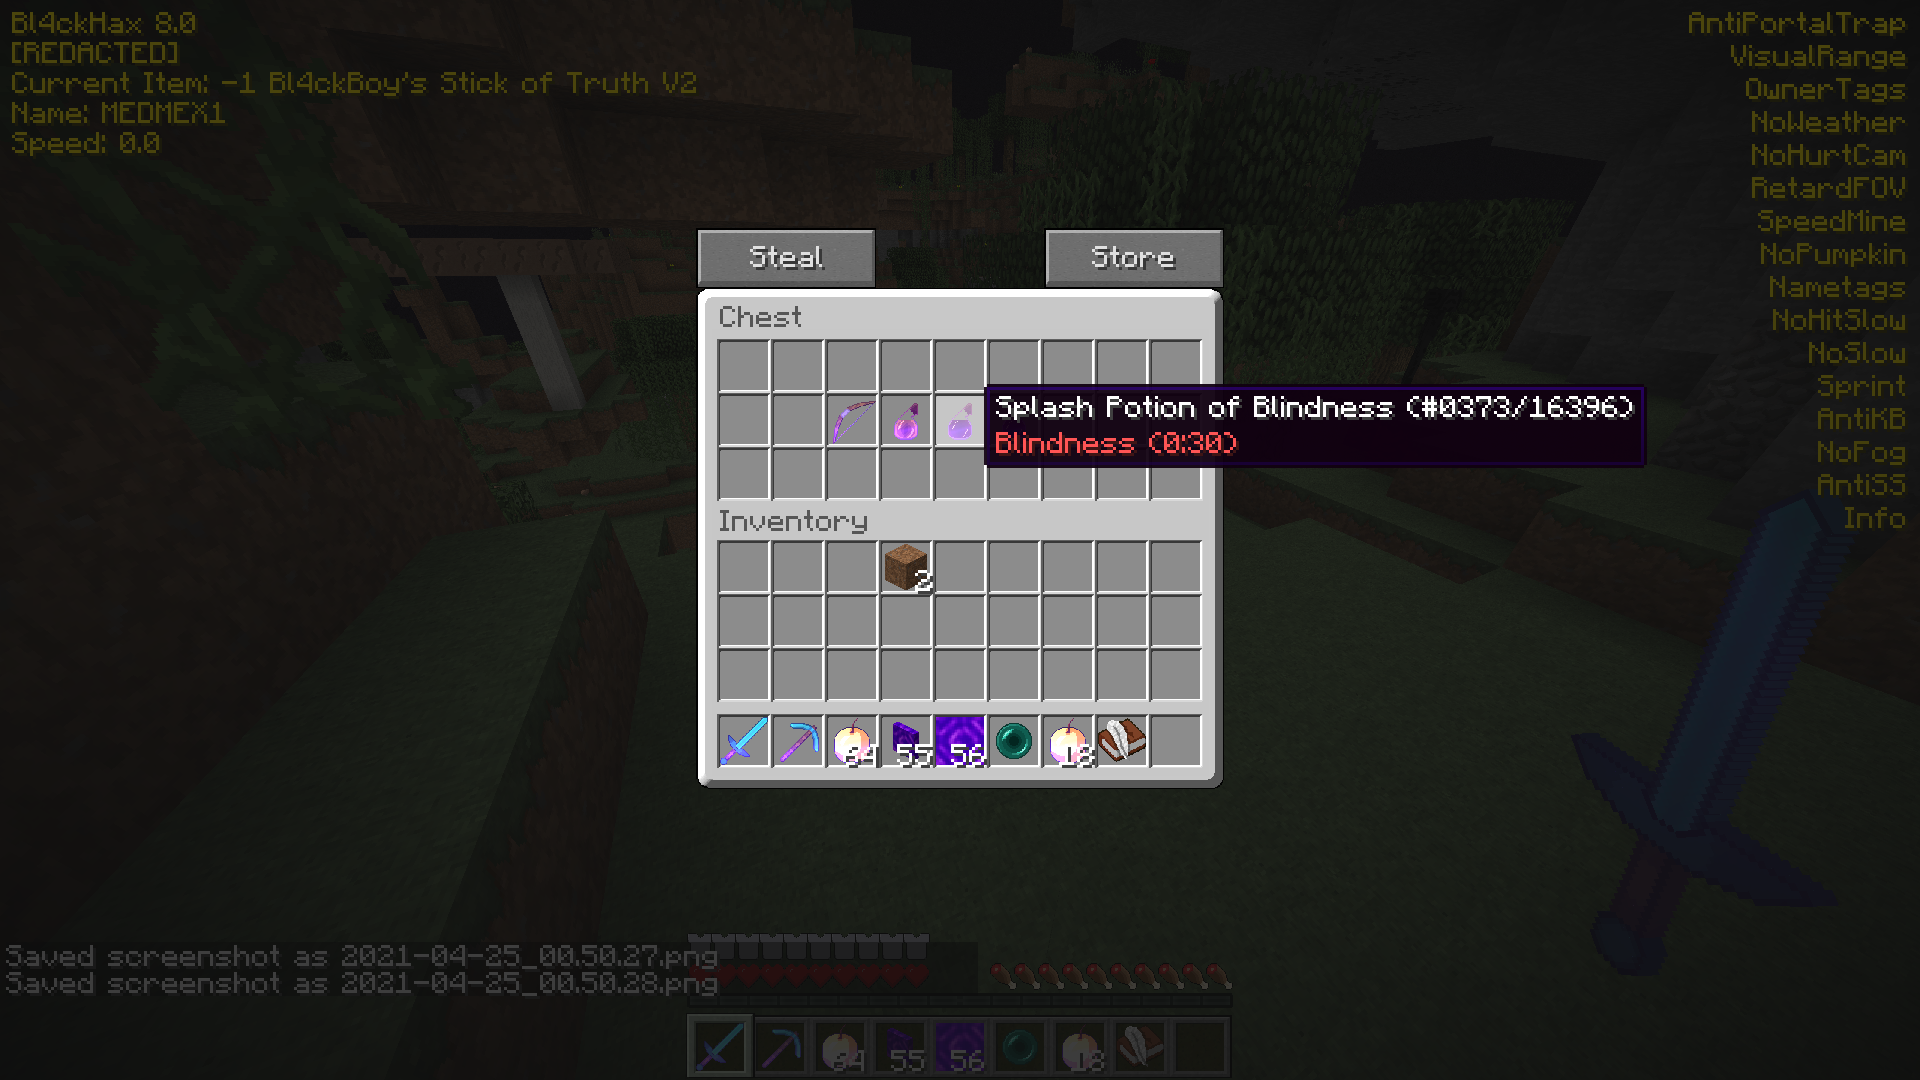 Bl4ckHax 8.0
[REDACTED]
Current Item: -1 Bl4ckBoy's Stick of Truth V2
Name: MEDMEX1
Speed: 0.0
AntiPortalTrap
VisualRange
OwnerTags
NoWeather
NoHurtCam
RetardFOV
SpeedMine
NoPumpkin
Nametags
NoHitSlow
NoSlow
Sprint
AntiKB
NoFog
AntiSS
Info
Steal
Store
Chest
Splash Potion of Blindness (#0373/16396)
Blindness (0:30)
Inventory
2
64 55 56 18
Saved screenshot as 2021-04-25_00.50.27.png
Saved screenshot as 2021-04-25_00.50.28.png
64 55 56 18